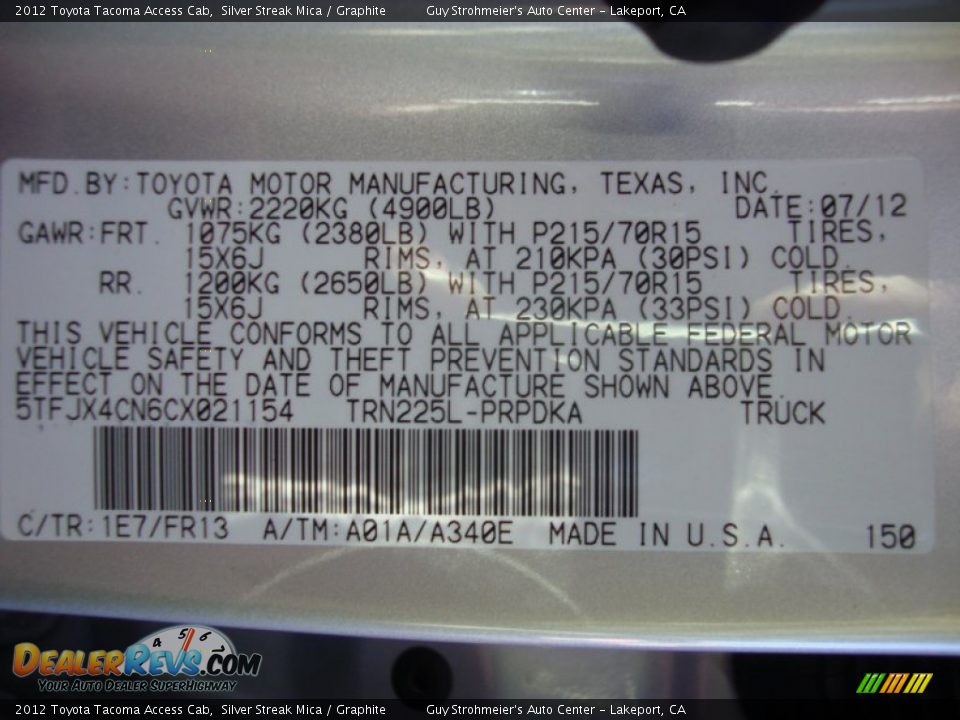 2012 Toyota Tacoma Access Cab, Silver Streak Mica / Graphite Guy Strohmeier's Auto Center - Lakeport, CA
MFD.BY:TOYOTA MOTOR MANUFACTURING, TEXAS, INC.
GVWR:2220KG (4900LB) DATE:07/12
GAWR:FRT. 1075KG (2380LB) WITH P215/70R15 TIRES,
15X6J RIMS, AT 210KPA (30PSI) COLD.
RR. 1200KG (2650LB) WITH P215/70R15 TIRES,
15X6J RIMS, AT 230KPA (33PSI) COLD.
THIS VEHICLE CONFORMS TO ALL APPLICABLE FEDERAL MOTOR
VEHICLE SAFETY AND THEFT PREVENTION STANDARDS IN
EFFECT ON THE DATE OF MANUFACTURE SHOWN ABOVE.
5TFJX4CN6CX021154 TRN225L-PRPDKA TRUCK
C/TR:1E7/FR13 A/TM:A01A/A340E MADE IN U.S.A. 150
4 5 6
DEALERREVS.COM
YOUR AUTO DEALER SUPERHIGHWAY
2012 Toyota Tacoma Access Cab, Silver Streak Mica / Graphite Guy Strohmeier's Auto Center - Lakeport, CA